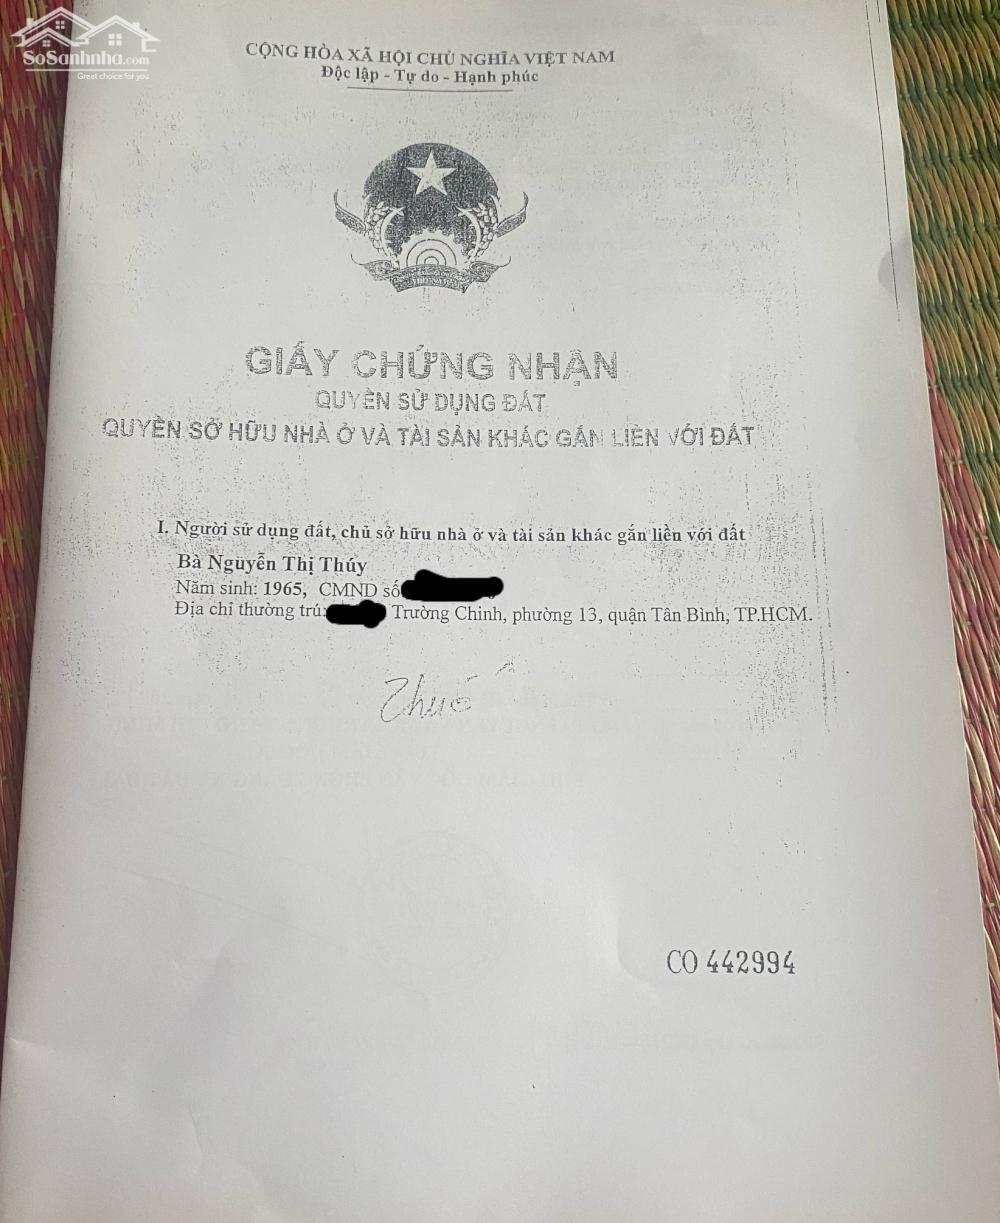 SoSanhnha.com
Great choice for you
CỘNG HÒA XÃ HỘI CHỦ NGHĨA VIỆT NAM
Độc lập - Tự do - Hạnh phúc
GIẤY CHỨNG NHẬN
QUYỀN SỬ DỤNG ĐẤT
QUYỀN SỞ HỮU NHÀ Ở VÀ TÀI SẢN KHÁC GẮN LIỀN VỚI ĐẤT
I. Người sử dụng đất, chủ sở hữu nhà ở và tài sản khác gắn liền với đất
Bà Nguyễn Thị Thúy
Năm sinh: 1965, CMND số
Địa chỉ thường trú: Trường Chinh, phường 13, quận Tân Bình, TP.HCM.
CO 442994